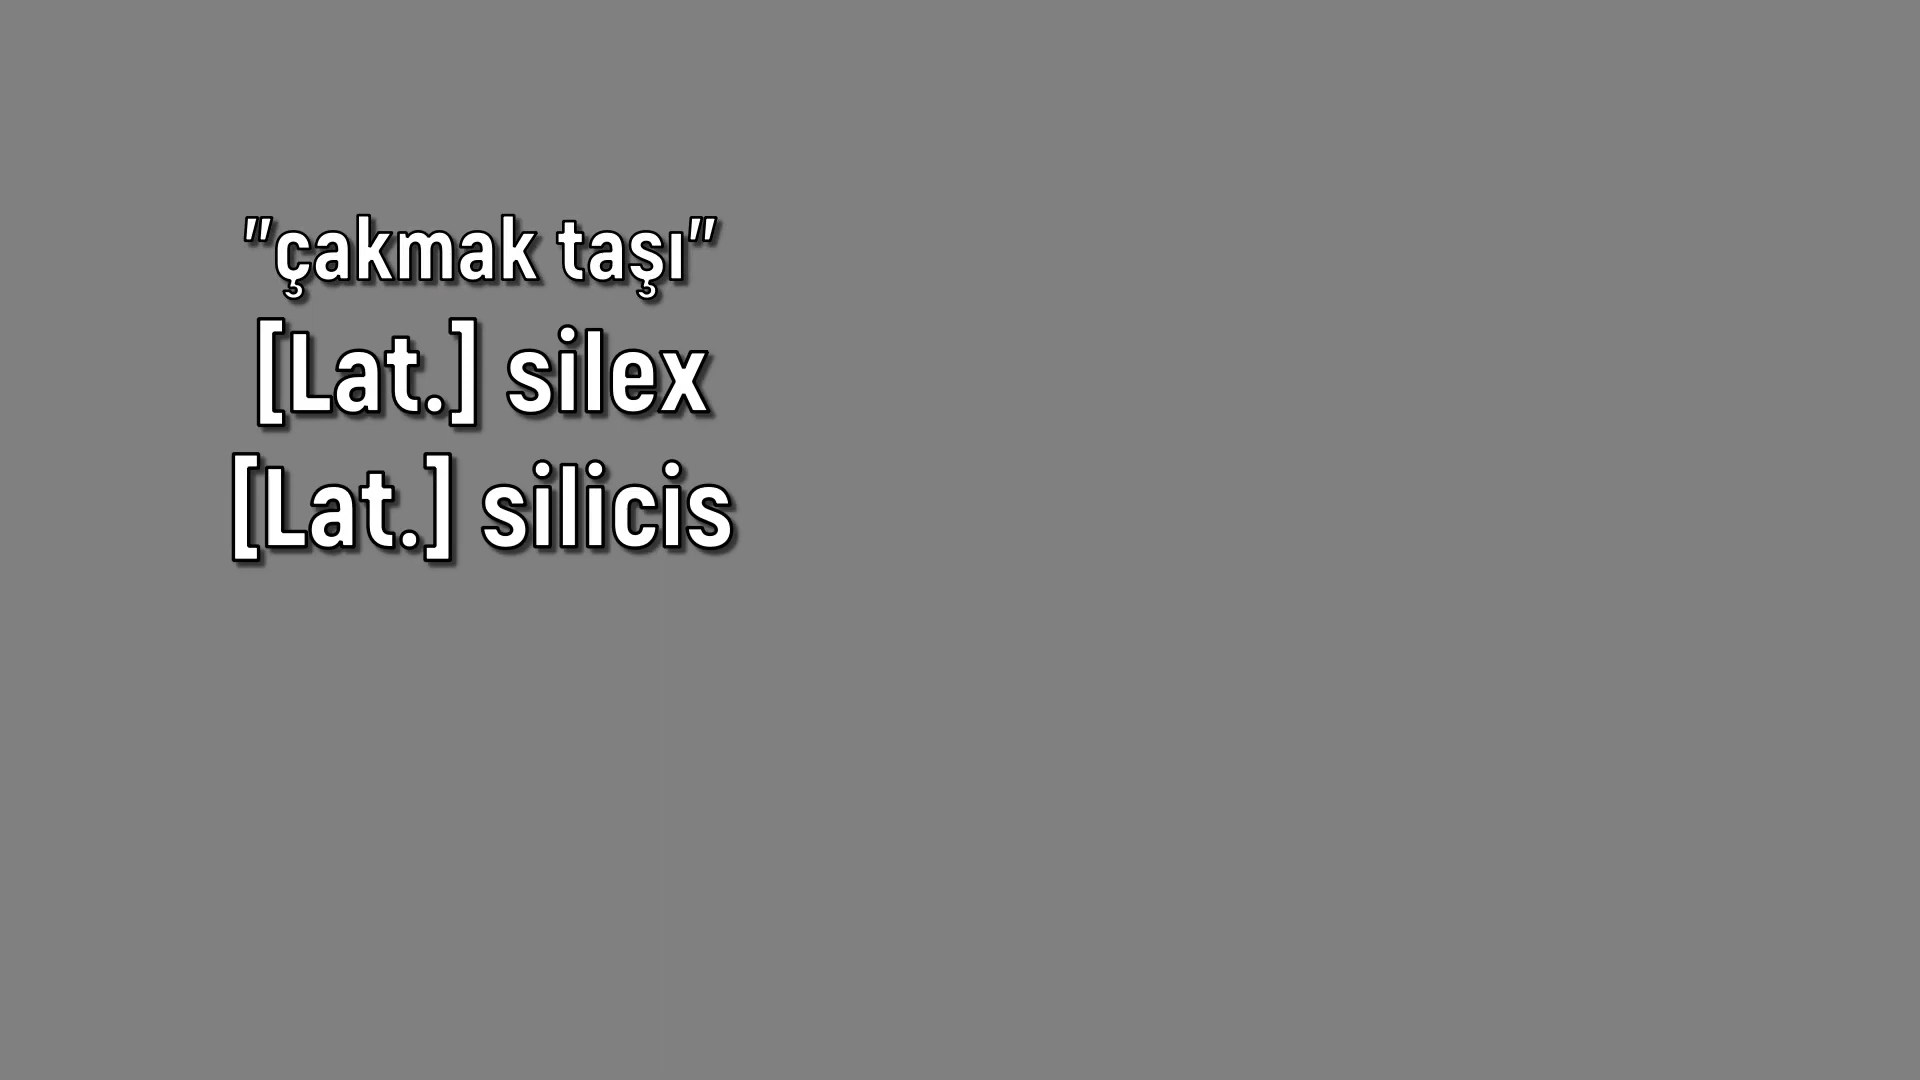 "çakmak taşı"
[Lat.] silex
[Lat.] silicis